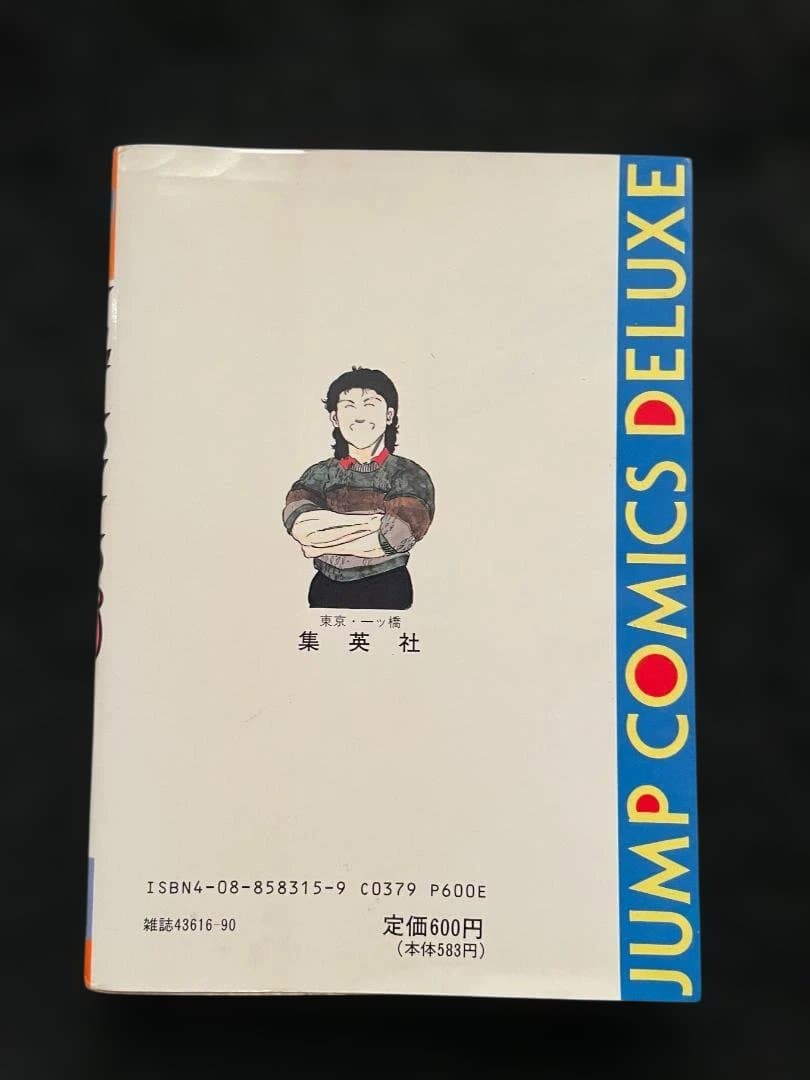 東京・一ッ橋
集英社
ISBN4-08-858315-9 C0379 P600E
雑誌43616-90
定価600円
(本体583円)
JUMP COMICS DELUXE